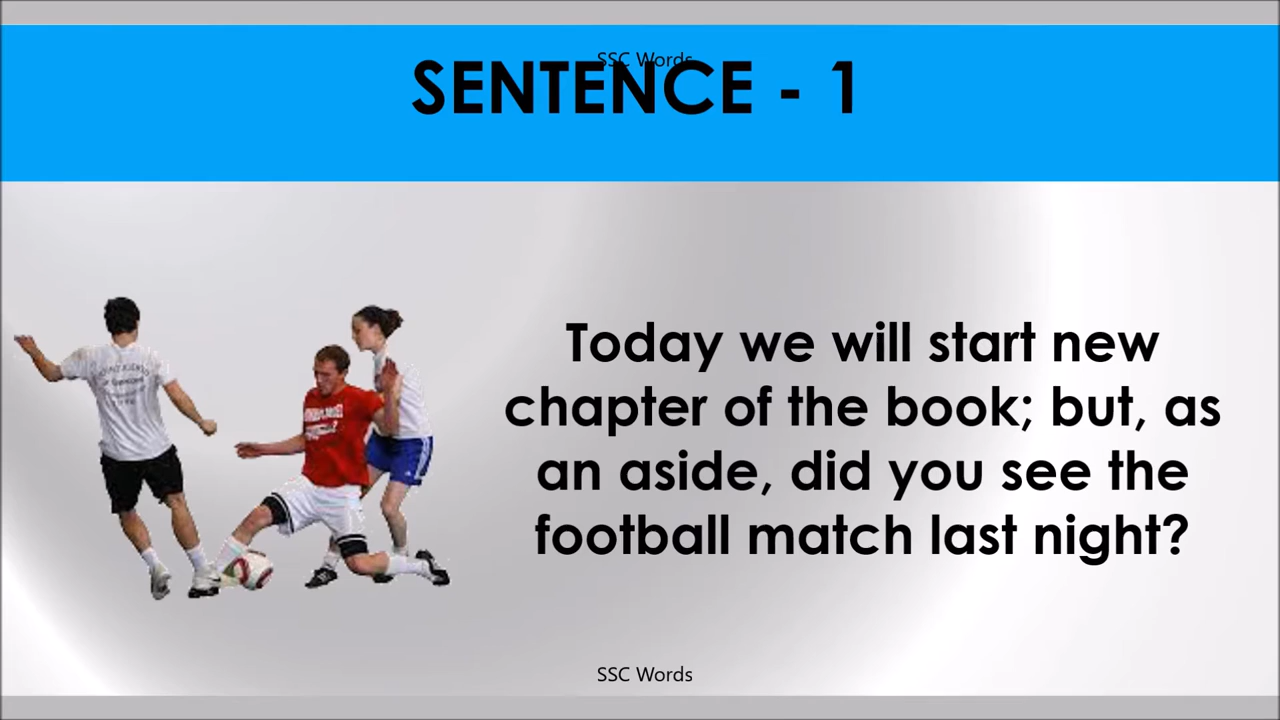 SSC Words
SENTENCE - 1
Today we will start new
chapter of the book; but, as
an aside, did you see the
football match last night?
SSC Words